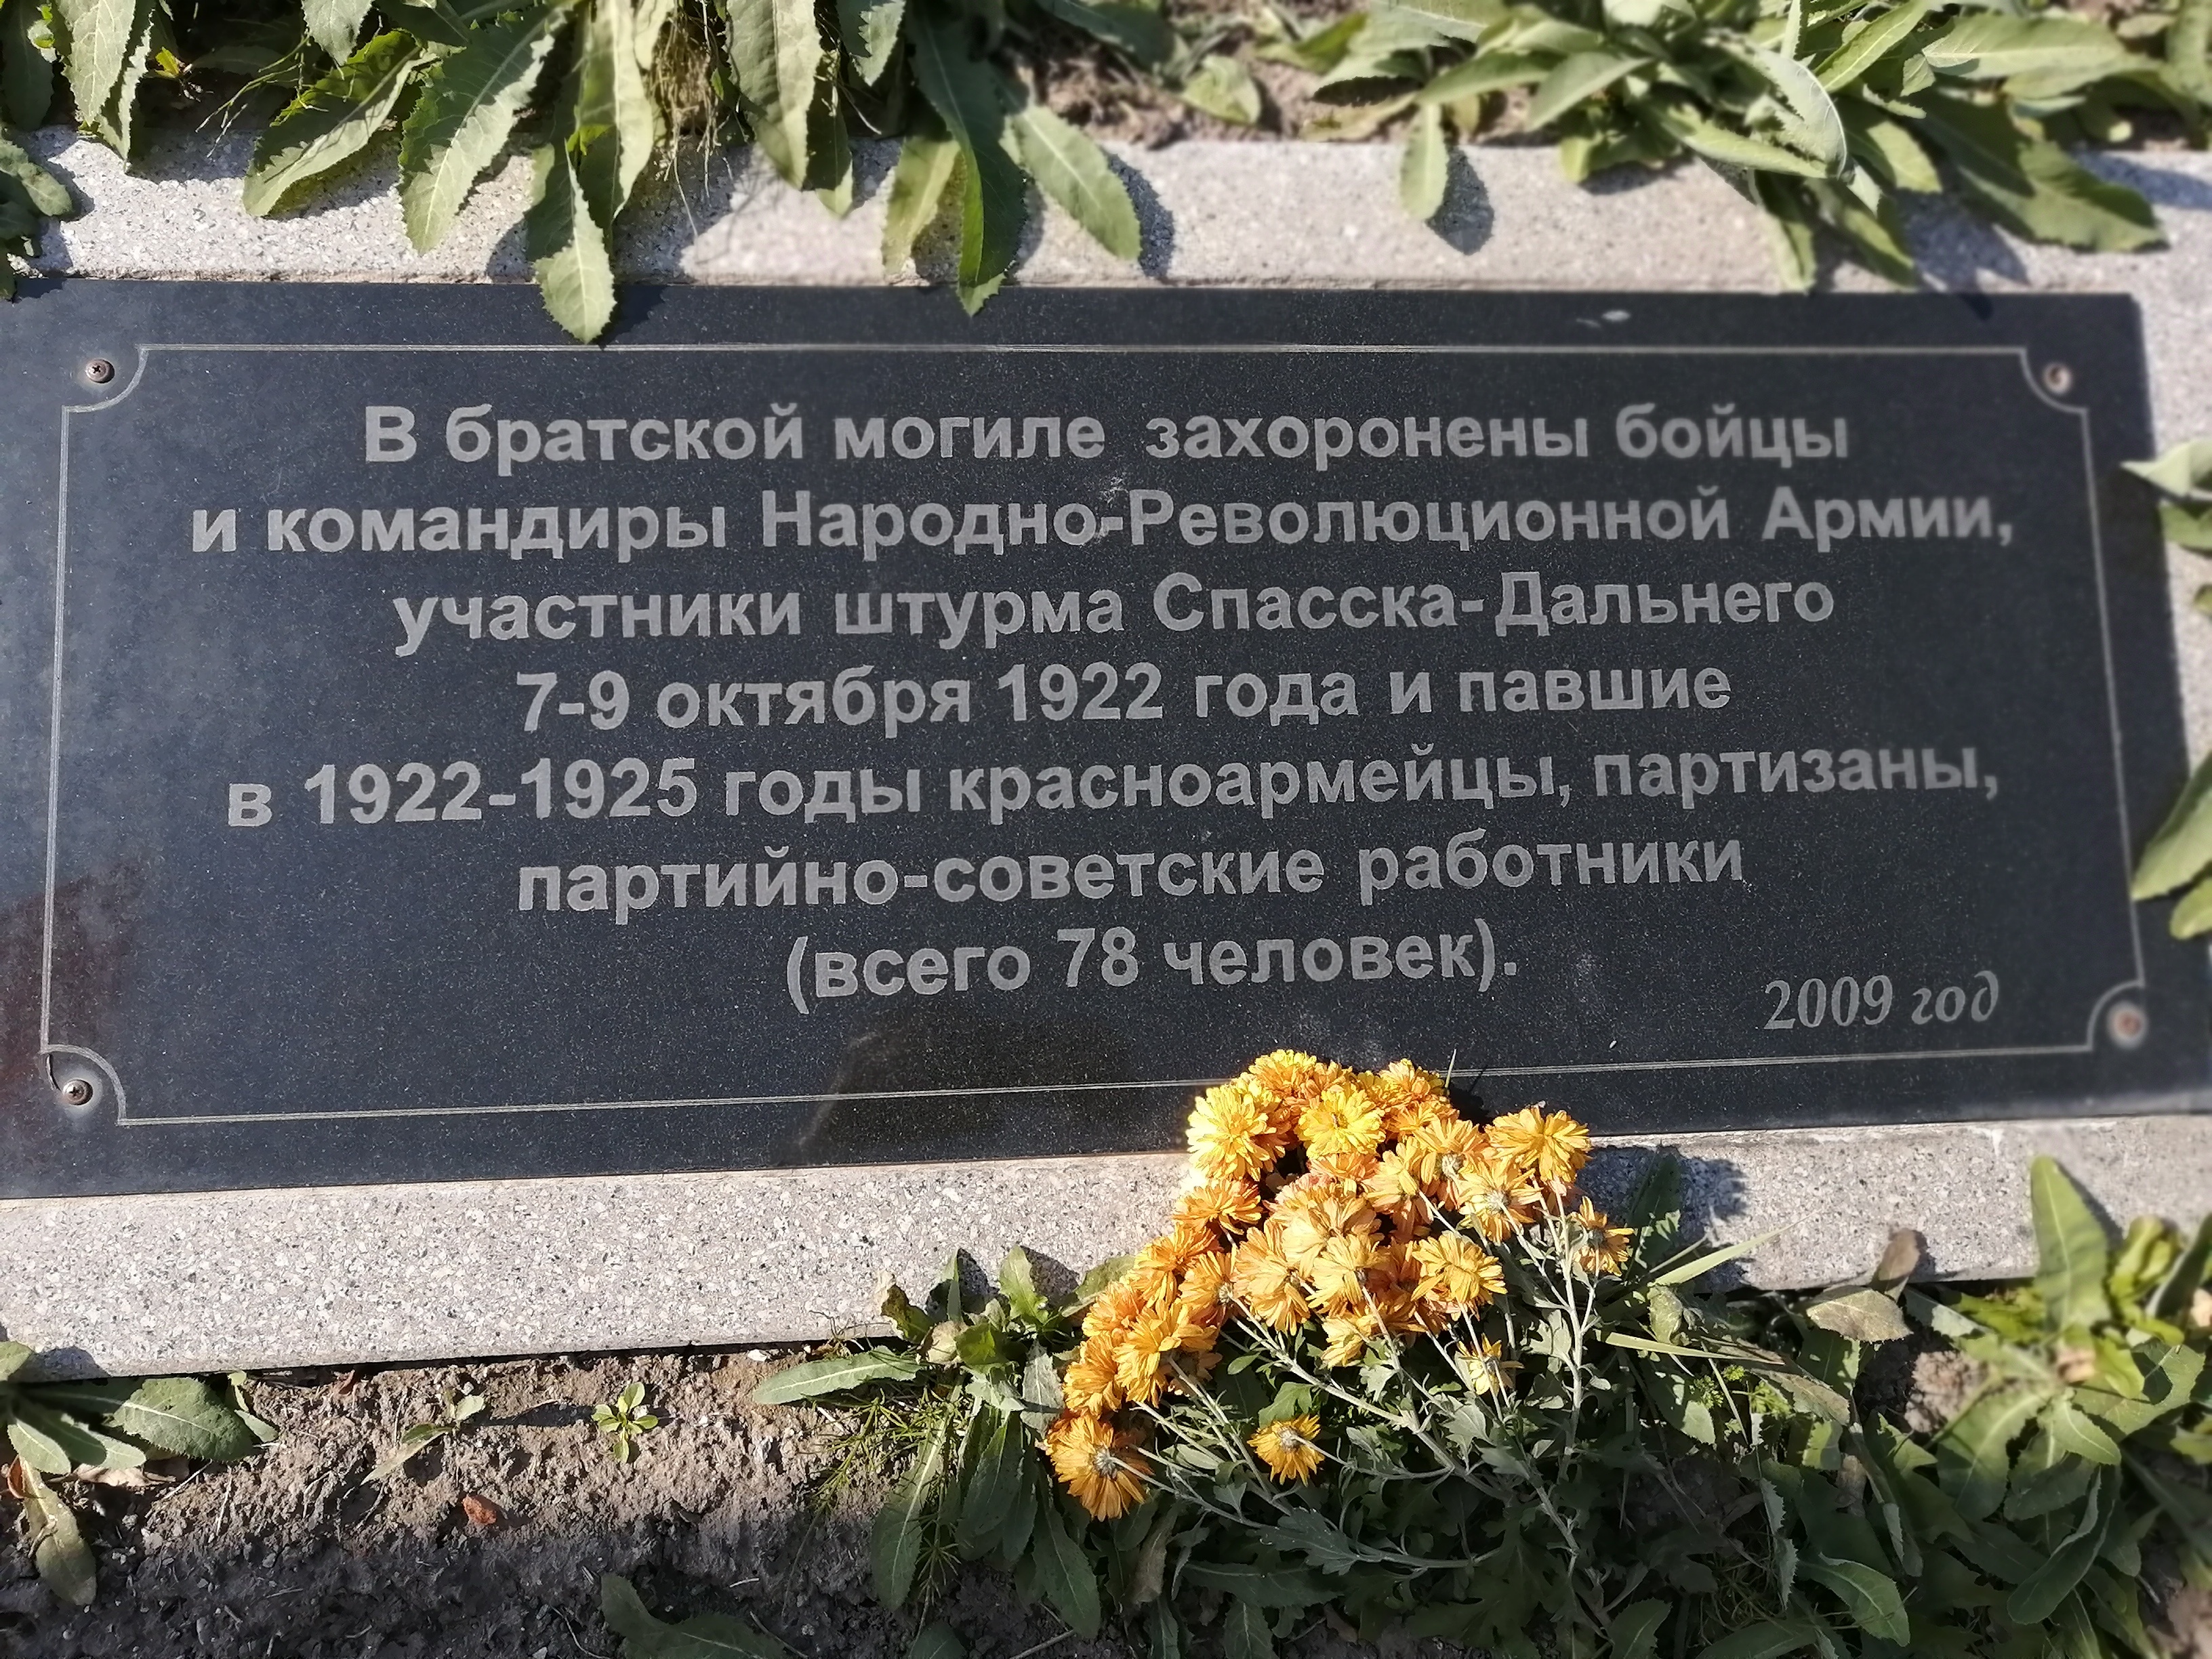 В братской могиле захоронены бойцы
и командиры Народно-Революционной Армии,
участники штурма Спасска-Дальнего
7-9 октября 1922 года и павшие
в 1922-1925 годы красноармейцы, партизаны,
партийно-советские работники
(всего 78 человек).
2009 год